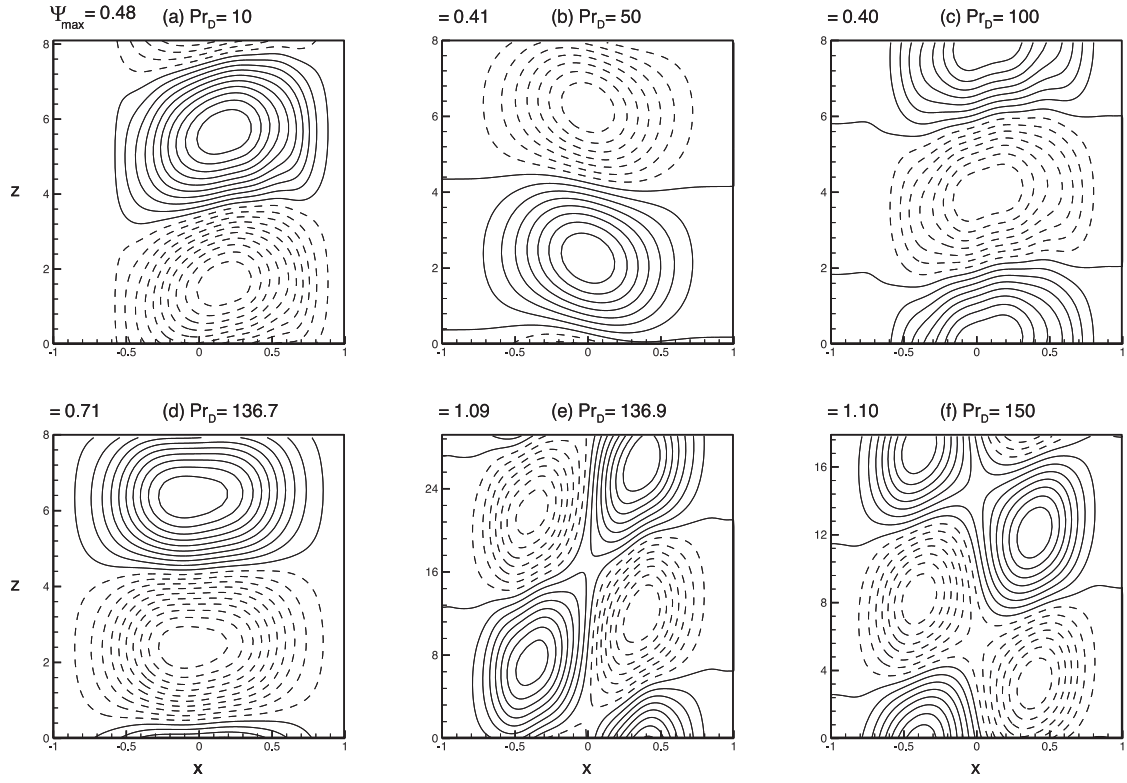 Ψmax = 0.48 (a) PrD = 10
= 0.41 (b) PrD = 50
= 0.40 (c) PrD = 100
8
6
4
2
0
z
-1 -0.5 0 0.5 1
8
6
4
2
0
-1 -0.5 0 0.5 1
8
6
4
2
0
-1 -0.5 0 0.5 1
= 0.71 (d) PrD = 136.7
= 1.09 (e) PrD = 136.9
= 1.10 (f) PrD = 150
8
6
4
2
0
z
-1 -0.5 0 0.5 1
x
24
16
8
0
-1 -0.5 0 0.5 1
x
16
12
8
4
0
-1 -0.5 0 0.5 1
x